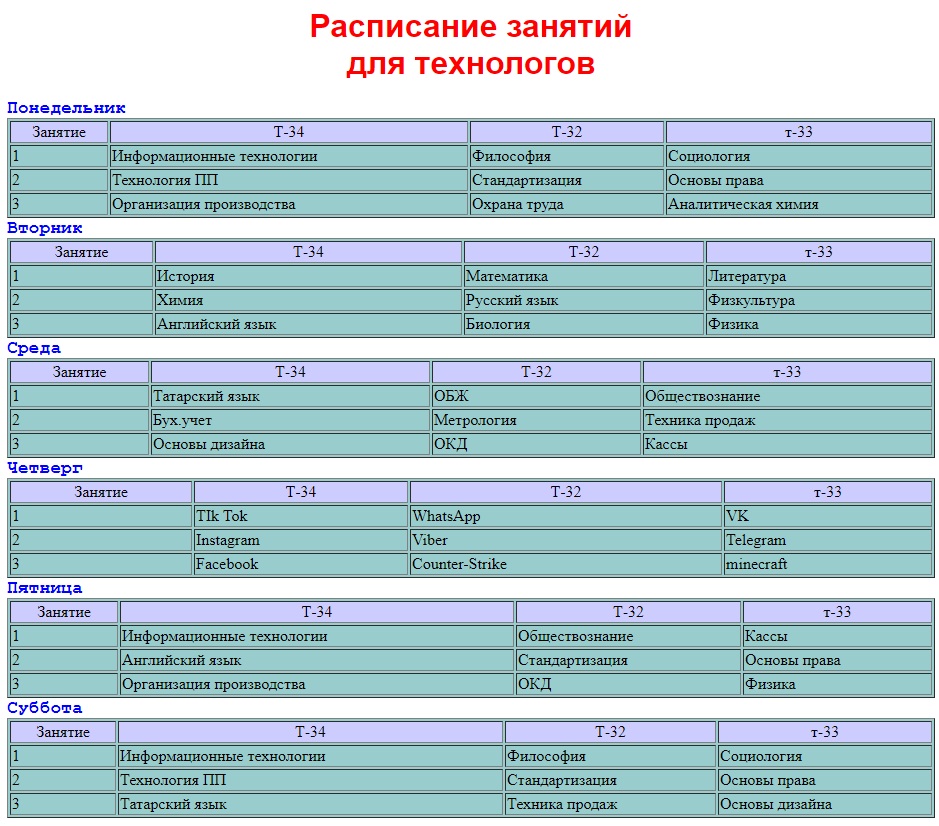 Расписание занятий
для технологов
Понедельник
Занятие Т-34 Т-32 т-33
1 Информационные технологии Философия Социология
2 Технология ПП Стандартизация Основы права
3 Организация производства Охрана труда Аналитическая химия
Вторник
Занятие Т-34 Т-32 т-33
1 История Математика Литература
2 Химия Русский язык Физкультура
3 Английский язык Биология Физика
Среда
Занятие Т-34 Т-32 т-33
1 Татарский язык ОБЖ Обществознание
2 Бух.учет Метрология Техника продаж
3 Основы дизайна ОКД Кассы
Четверг
Занятие Т-34 Т-32 т-33
1 TIk Tok WhatsApp VK
2 Instagram Viber Telegram
3 Facebook Counter-Strike minecraft
Пятница
Занятие Т-34 Т-32 т-33
1 Информационные технологии Обществознание Кассы
2 Английский язык Стандартизация Основы права
3 Организация производства ОКД Физика
Суббота
Занятие Т-34 Т-32 т-33
1 Информационные технологии Философия Социология
2 Технология ПП Стандартизация Основы права
3 Татарский язык Техника продаж Основы дизайна